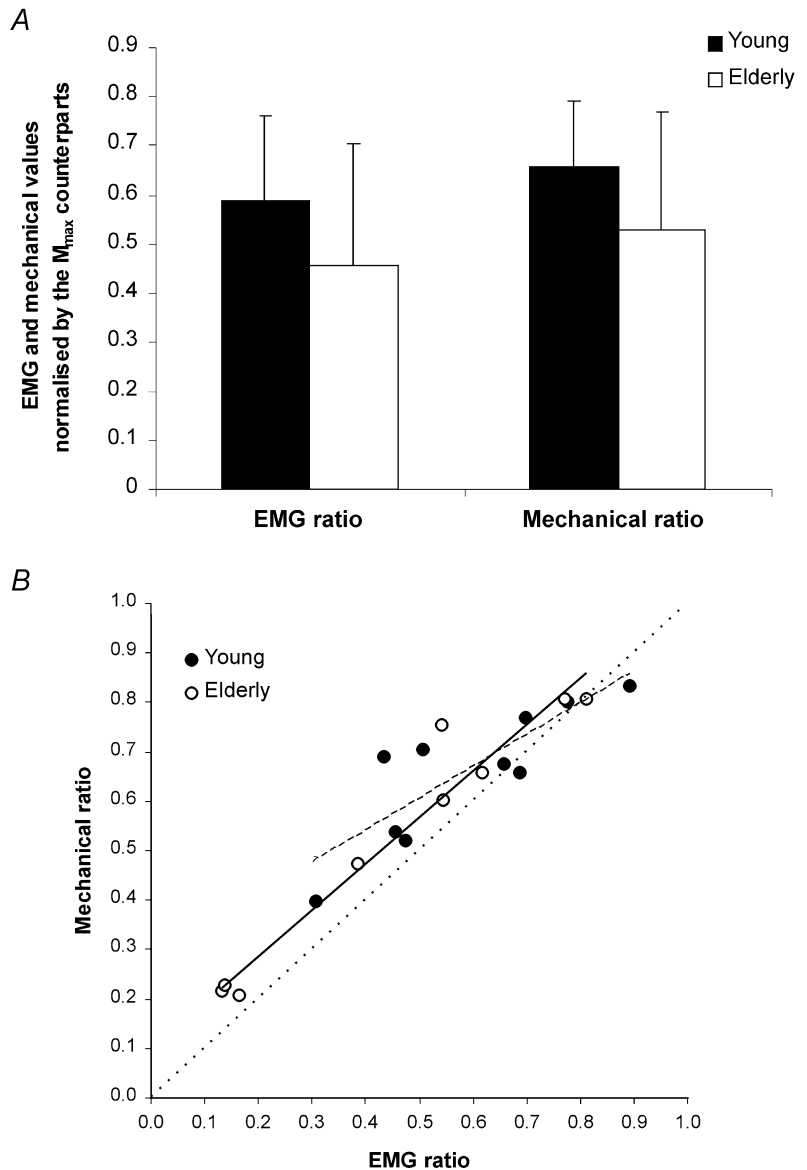 A
EMG and mechanical values
normalised by the Mmax counterparts
0.9
0.8
0.7
0.6
0.5
0.4
0.3
0.2
0.1
0
Young
Elderly
EMG ratio
Mechanical ratio
B
Mechanical ratio
1.0
0.9
0.8
0.7
0.6
0.5
0.4
0.3
0.2
0.1
0.0
Young
Elderly
0.0 0.1 0.2 0.3 0.4 0.5 0.6 0.7 0.8 0.9 1.0
EMG ratio